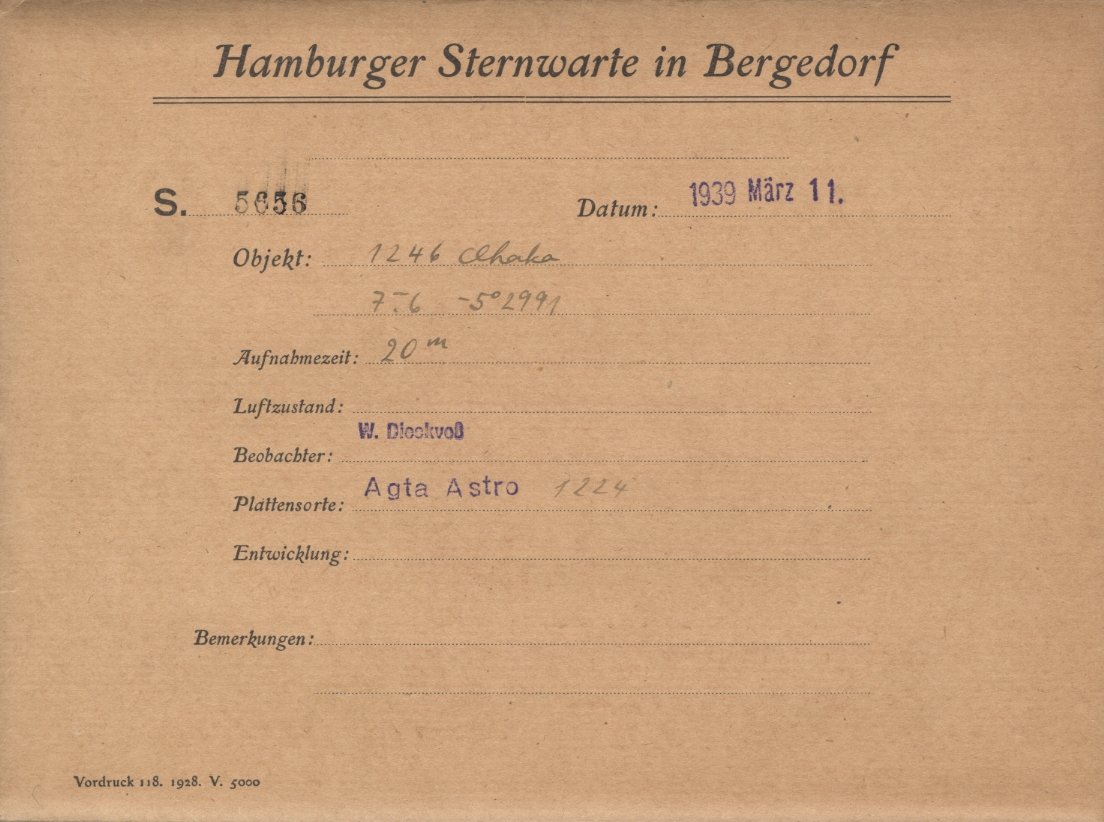 Hamburger Sternwarte in Bergedorf
S. 5656 Datum: 1939 März 11.
Objekt: 1246 Chaka
7.-6 -5°2991
Aufnahmezeit: 20 m
Luftzustand:
Beobachter: W. Dieckvoß
Plattensorte: Agfa Astro 1224
Entwicklung:
Bemerkungen:
Vordruck 118. 1928. V. 5000